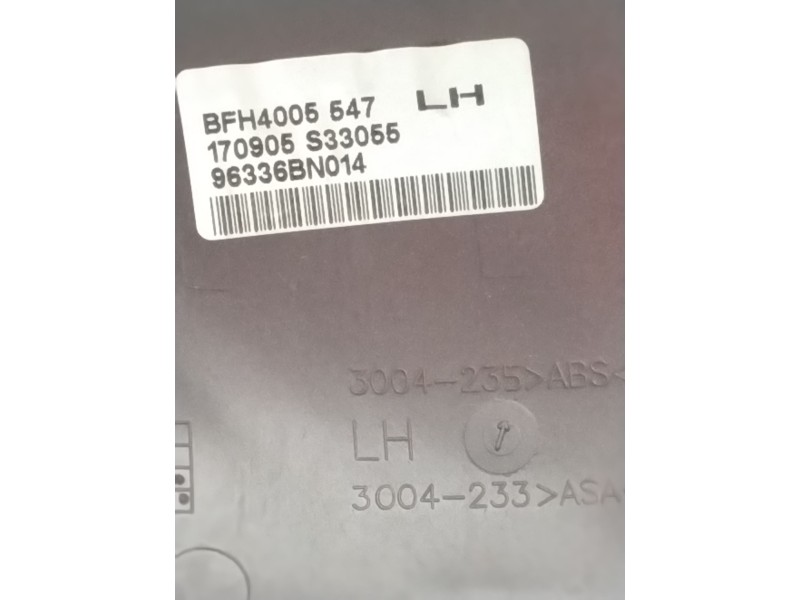 BFH4005 547 LH
170905 S33055
96336BN014
3004-235>ABS<
LH
3004-233>ASA<